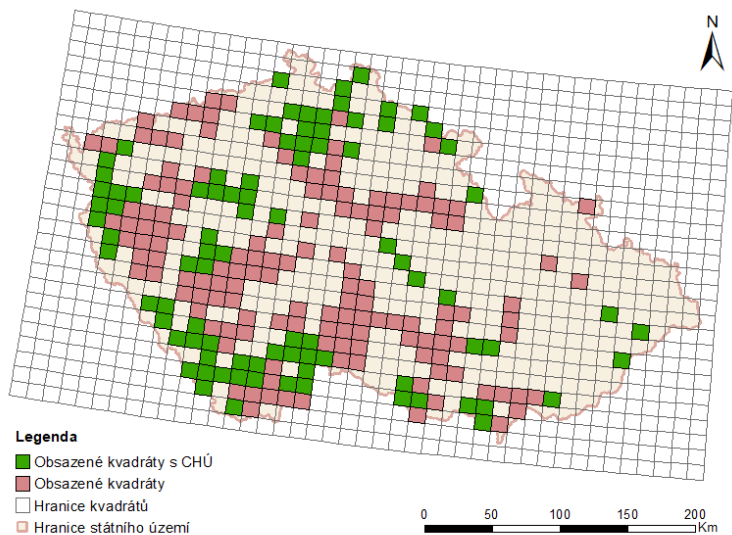 N
Legenda
Obsazené kvadráty s CHÚ
Obsazené kvadráty
Hranice kvadrátů
Hranice státního území
0 50 100 150 200
Km